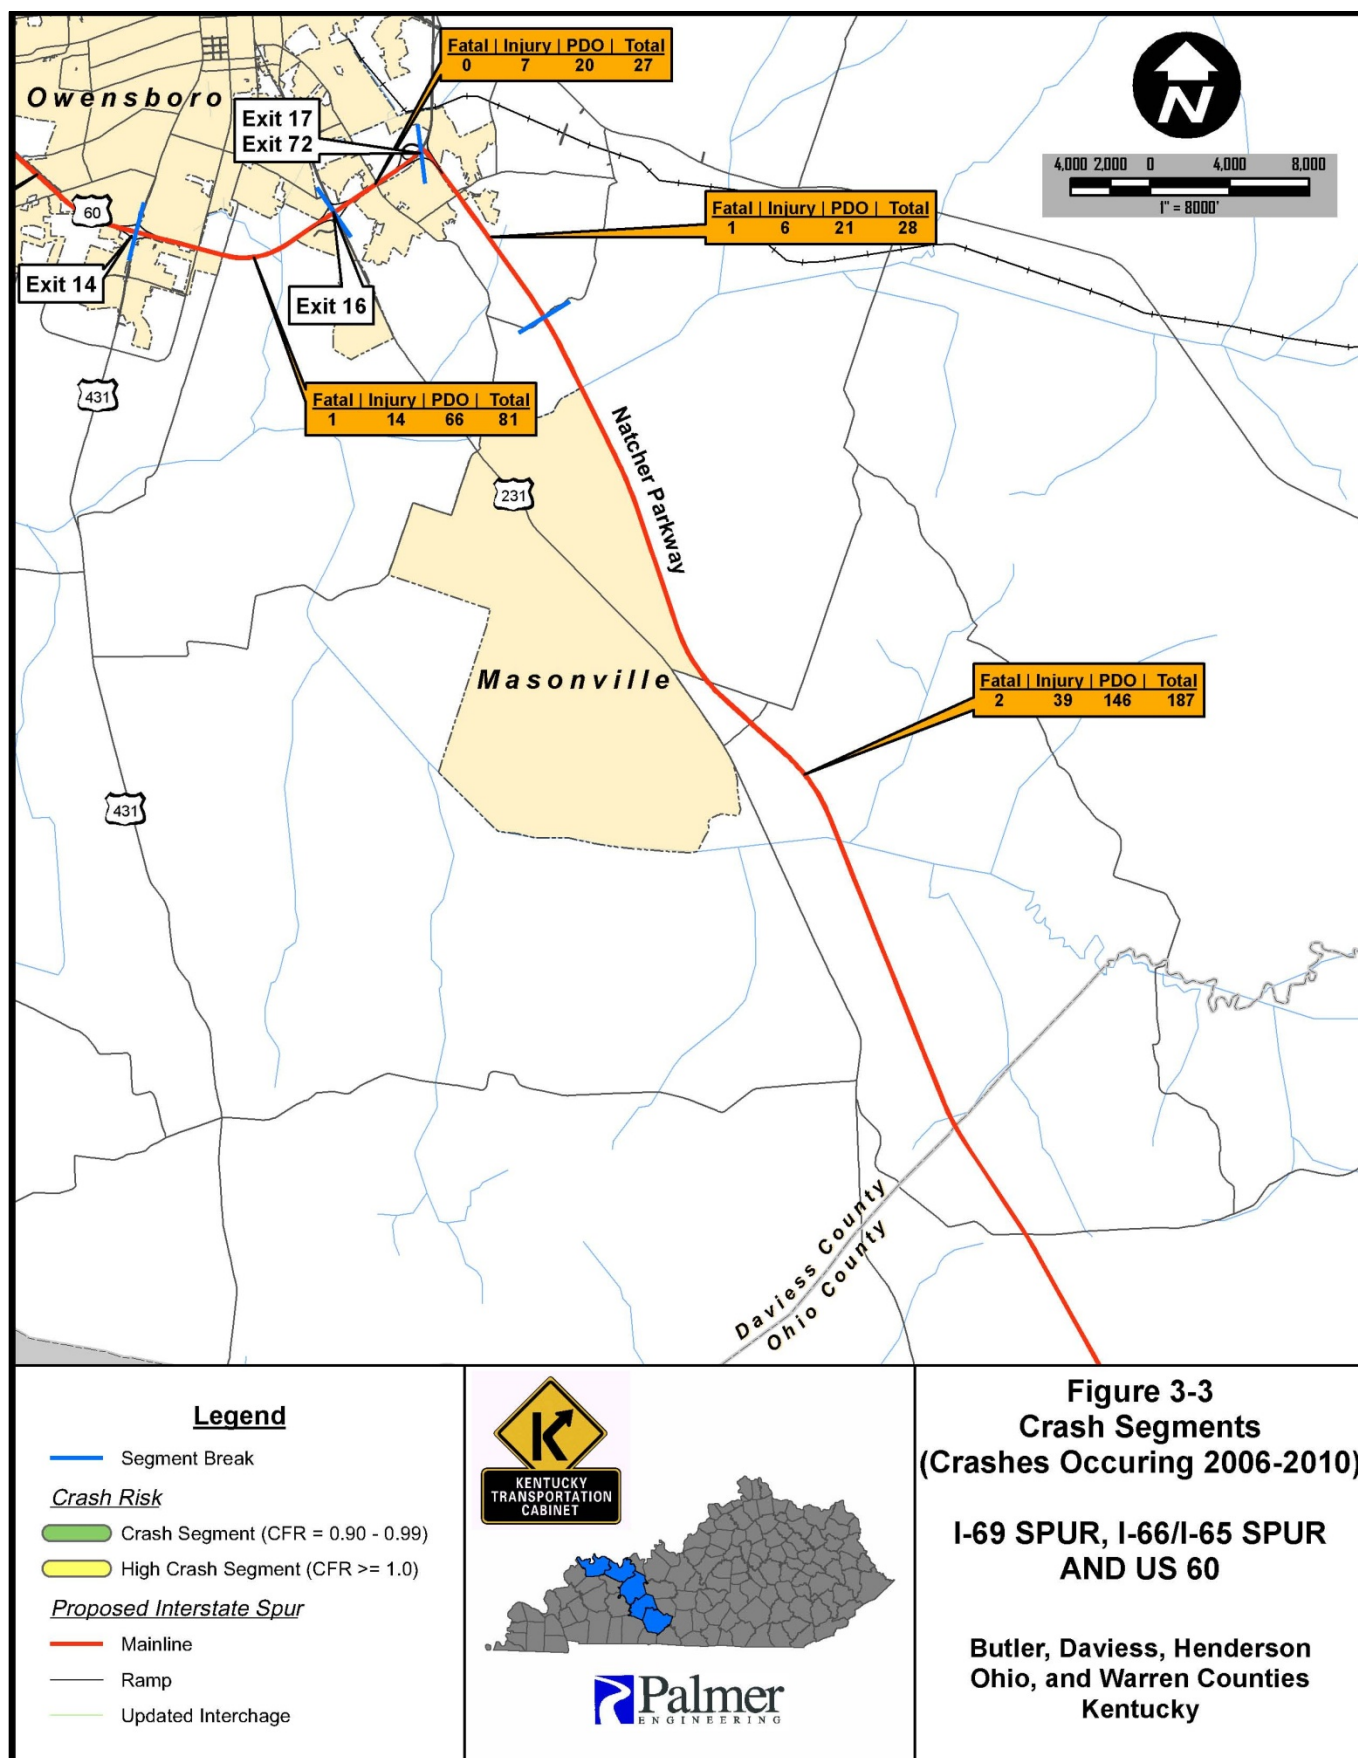 Fatal | Injury | PDO | Total
0 7 20 27
Owensboro
Exit 17
Exit 72
N
4,000 2,000 0 4,000 8,000
1" = 8000'
60
Fatal | Injury | PDO | Total
1 6 21 28
Exit 14
Exit 16
431
Fatal | Injury | PDO | Total
1 14 66 81
Natcher Parkway
231
Masonville
Fatal | Injury | PDO | Total
2 39 146 187
431
Daviess County
Ohio County
Legend
Segment Break
Crash Risk
Crash Segment (CFR = 0.90 - 0.99)
High Crash Segment (CFR >= 1.0)
Proposed Interstate Spur
Mainline
Ramp
Updated Interchage
K
KENTUCKY
TRANSPORTATION
CABINET
Palmer
ENGINEERING
Figure 3-3
Crash Segments
(Crashes Occuring 2006-2010)
I-69 SPUR, I-66/I-65 SPUR
AND US 60
Butler, Daviess, Henderson
Ohio, and Warren Counties
Kentucky